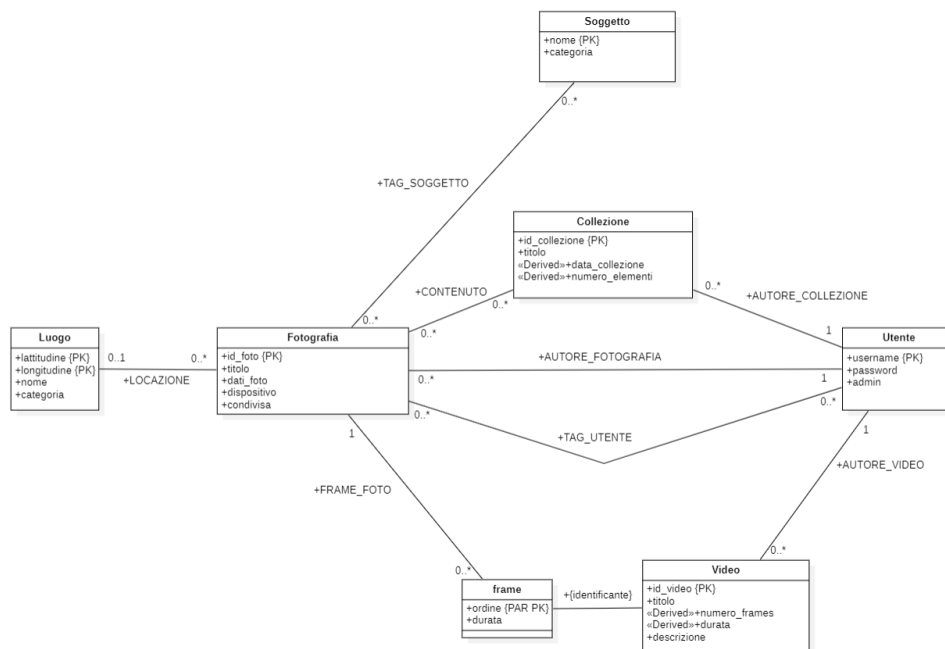 Soggetto
+nome {PK}
+categoria
0..*
+TAG_SOGGETTO
0..*
Collezione
+id_collezione {PK}
+titolo
«Derived»+data_collezione
«Derived»+numero_elementi
+CONTENUTO
0..*
0..*
0..*
+AUTORE_COLLEZIONE
1
Luogo
+lattitudine {PK}
+longitudine {PK}
+nome
+categoria
0..1
0..*
+LOCAZIONE
Fotografia
+id_foto {PK}
+titolo
+dati_foto
+dispositivo
+condivisa
+AUTORE_FOTOGRAFIA
0..*
1
Utente
+username {PK}
+password
+admin
0..*
0..*
+TAG_UTENTE
1
+FRAME_FOTO
0..*
1
+AUTORE_VIDEO
0..*
frame
+ordine {PAR PK}
+durata
+{identificante}
Video
+id_video {PK}
+titolo
«Derived»+numero_frames
«Derived»+durata
+descrizione